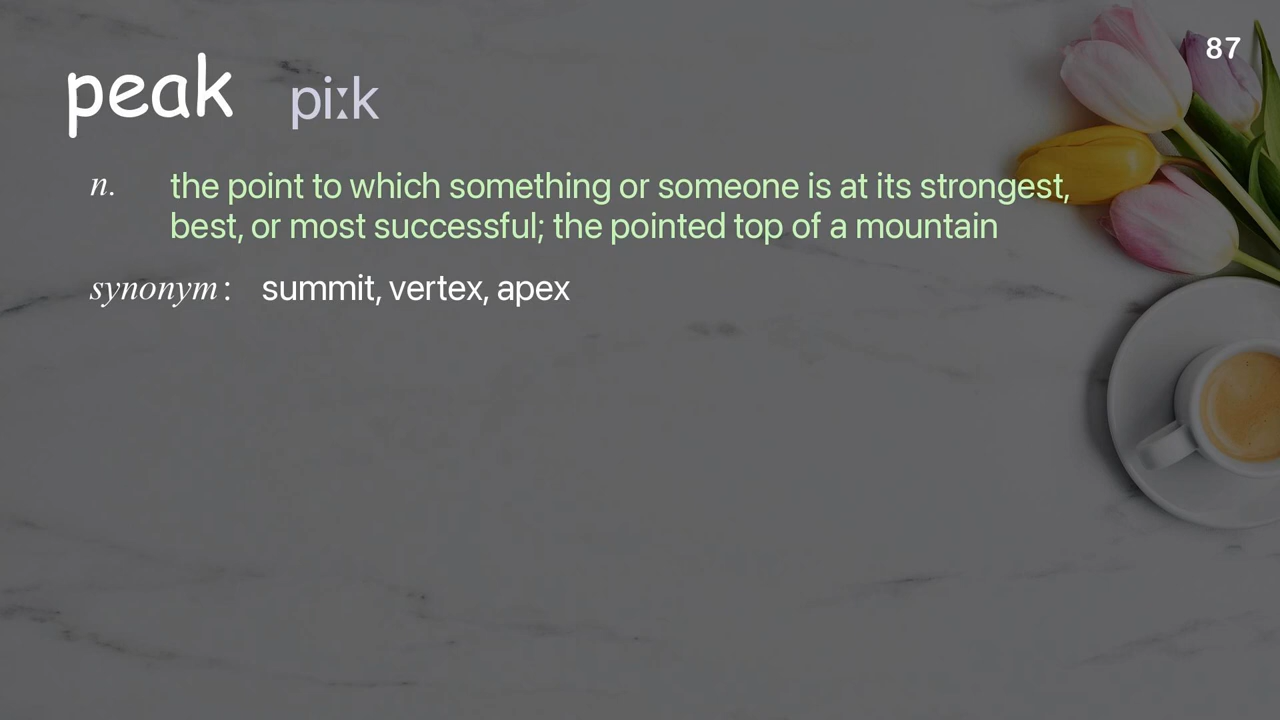 87
peak piːk
n. the point to which something or someone is at its strongest,
best, or most successful; the pointed top of a mountain
synonym: summit, vertex, apex